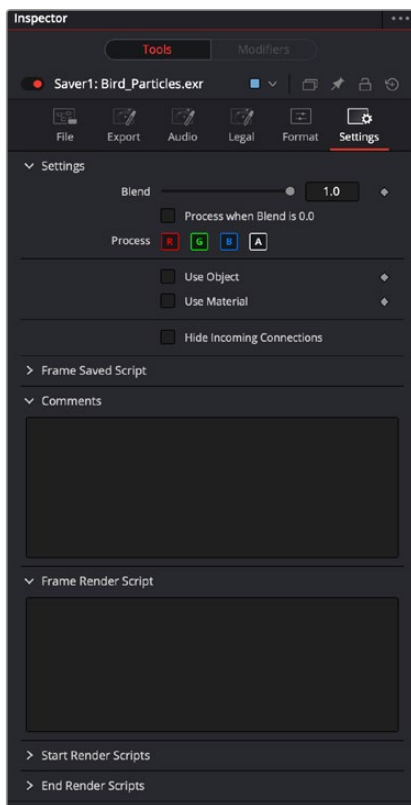 Inspector
Tools Modifiers
Saver1: Bird_Particles.exr
File Export Audio Legal Format Settings
Settings
Blend 1.0
Process when Blend is 0.0
Process R G B A
Use Object
Use Material
Hide Incoming Connections
Frame Saved Script
Comments
Frame Render Script
Start Render Scripts
End Render Scripts